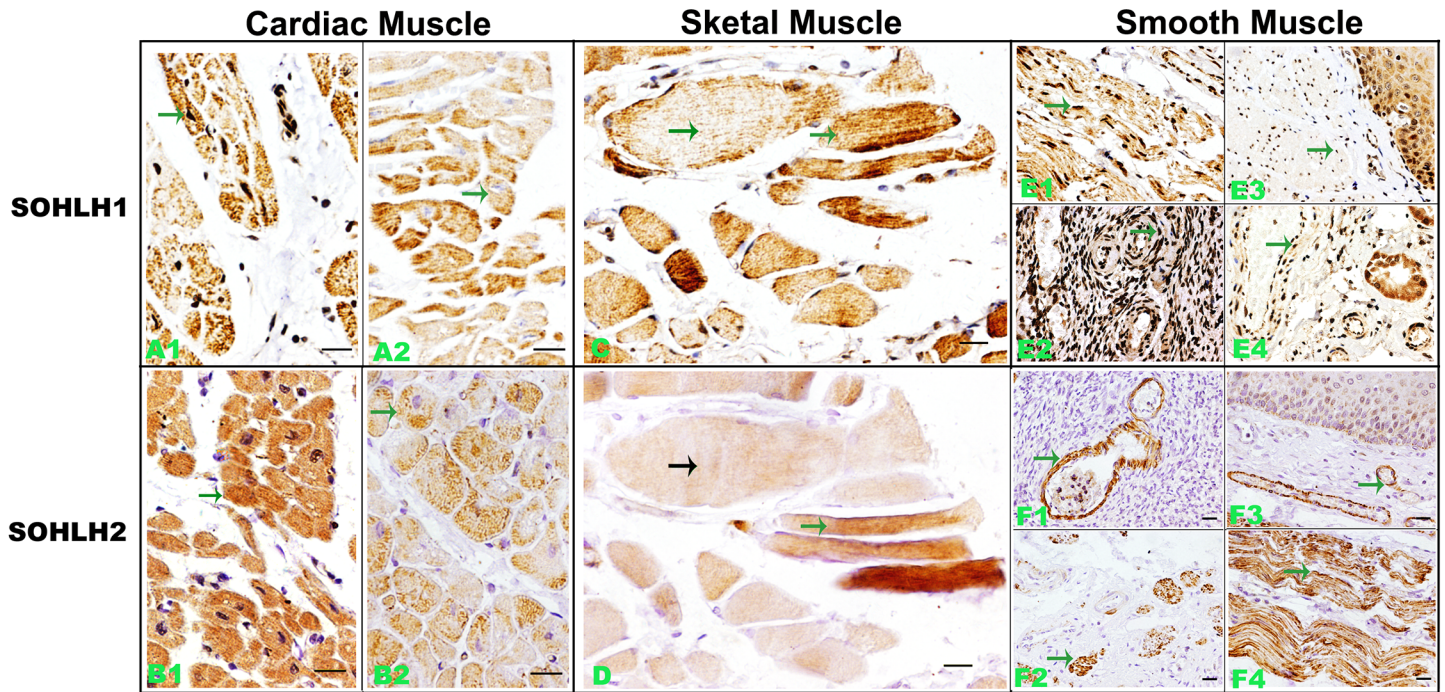 Cardiac Muscle
Sketal Muscle
Smooth Muscle
SOHLH1
A1
A2
C
E1
E3
E2
E4
SOHLH2
B1
B2
D
F1
F3
F2
F4